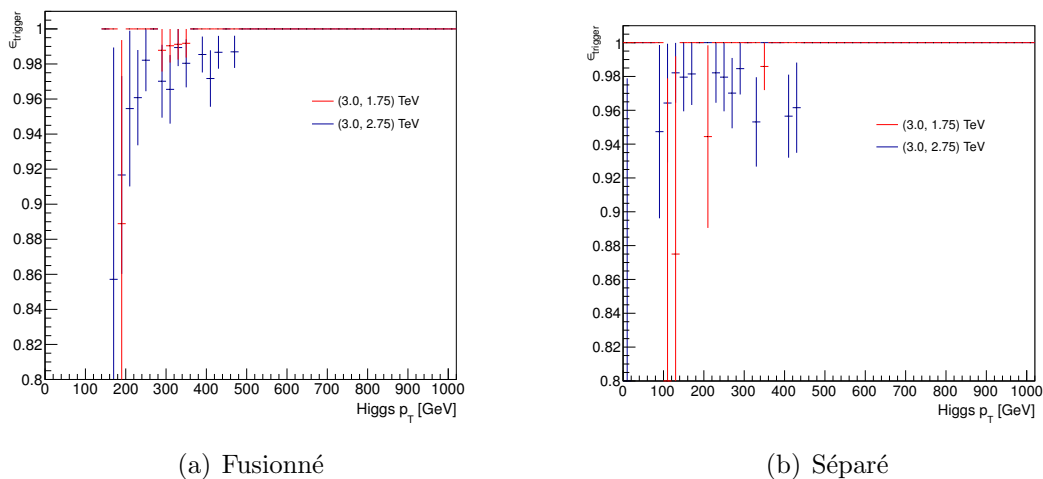 ε_trigger
1
0.98
0.96
0.94
0.92
0.9
0.88
0.86
0.84
0.82
0.8
(3.0, 1.75) TeV
(3.0, 2.75) TeV
0 100 200 300 400 500 600 700 800 900 1000
Higgs p_T [GeV]
(a) Fusionné
ε_trigger
1
0.98
0.96
0.94
0.92
0.9
0.88
0.86
0.84
0.82
0.8
(3.0, 1.75) TeV
(3.0, 2.75) TeV
0 100 200 300 400 500 600 700 800 900 1000
Higgs p_T [GeV]
(b) Séparé